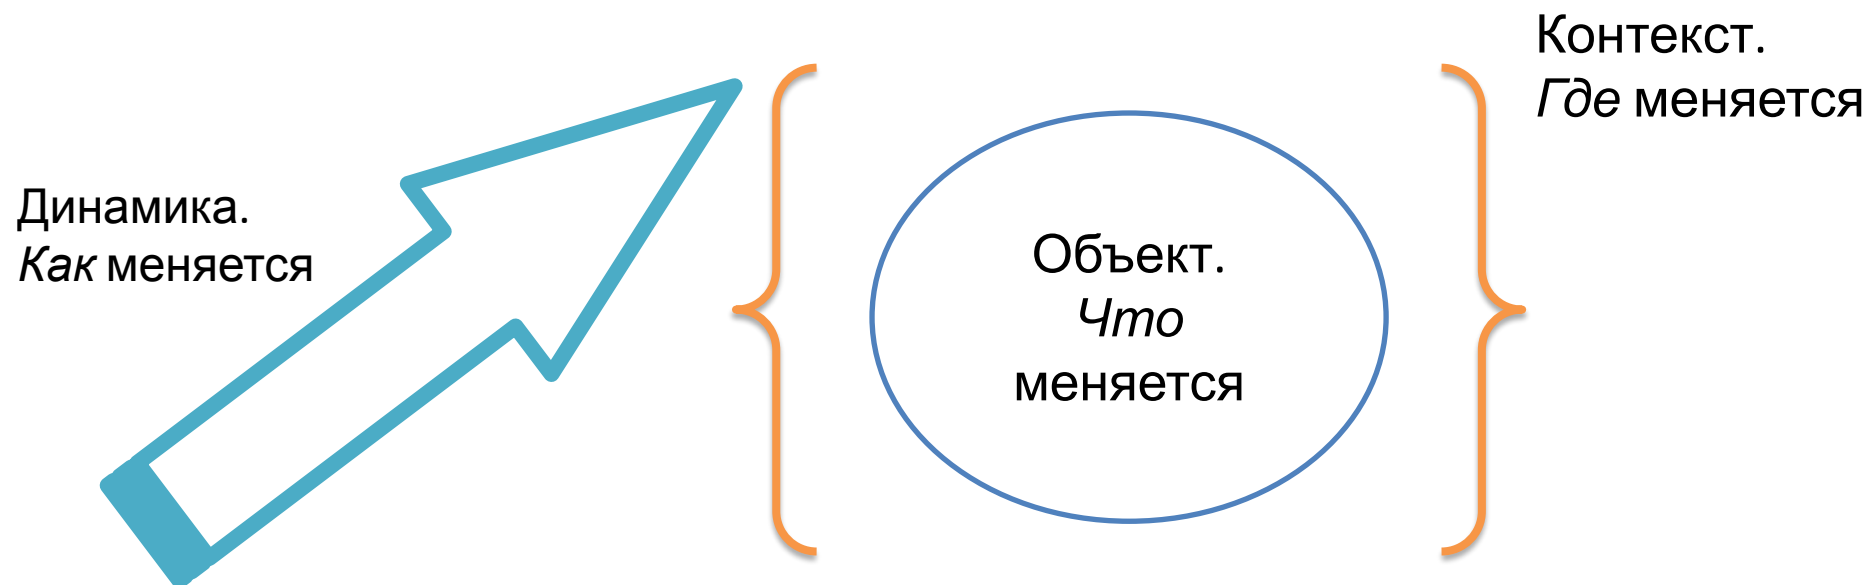 Динамика.
Как меняется
Объект.
Что
меняется
Контекст.
Где меняется